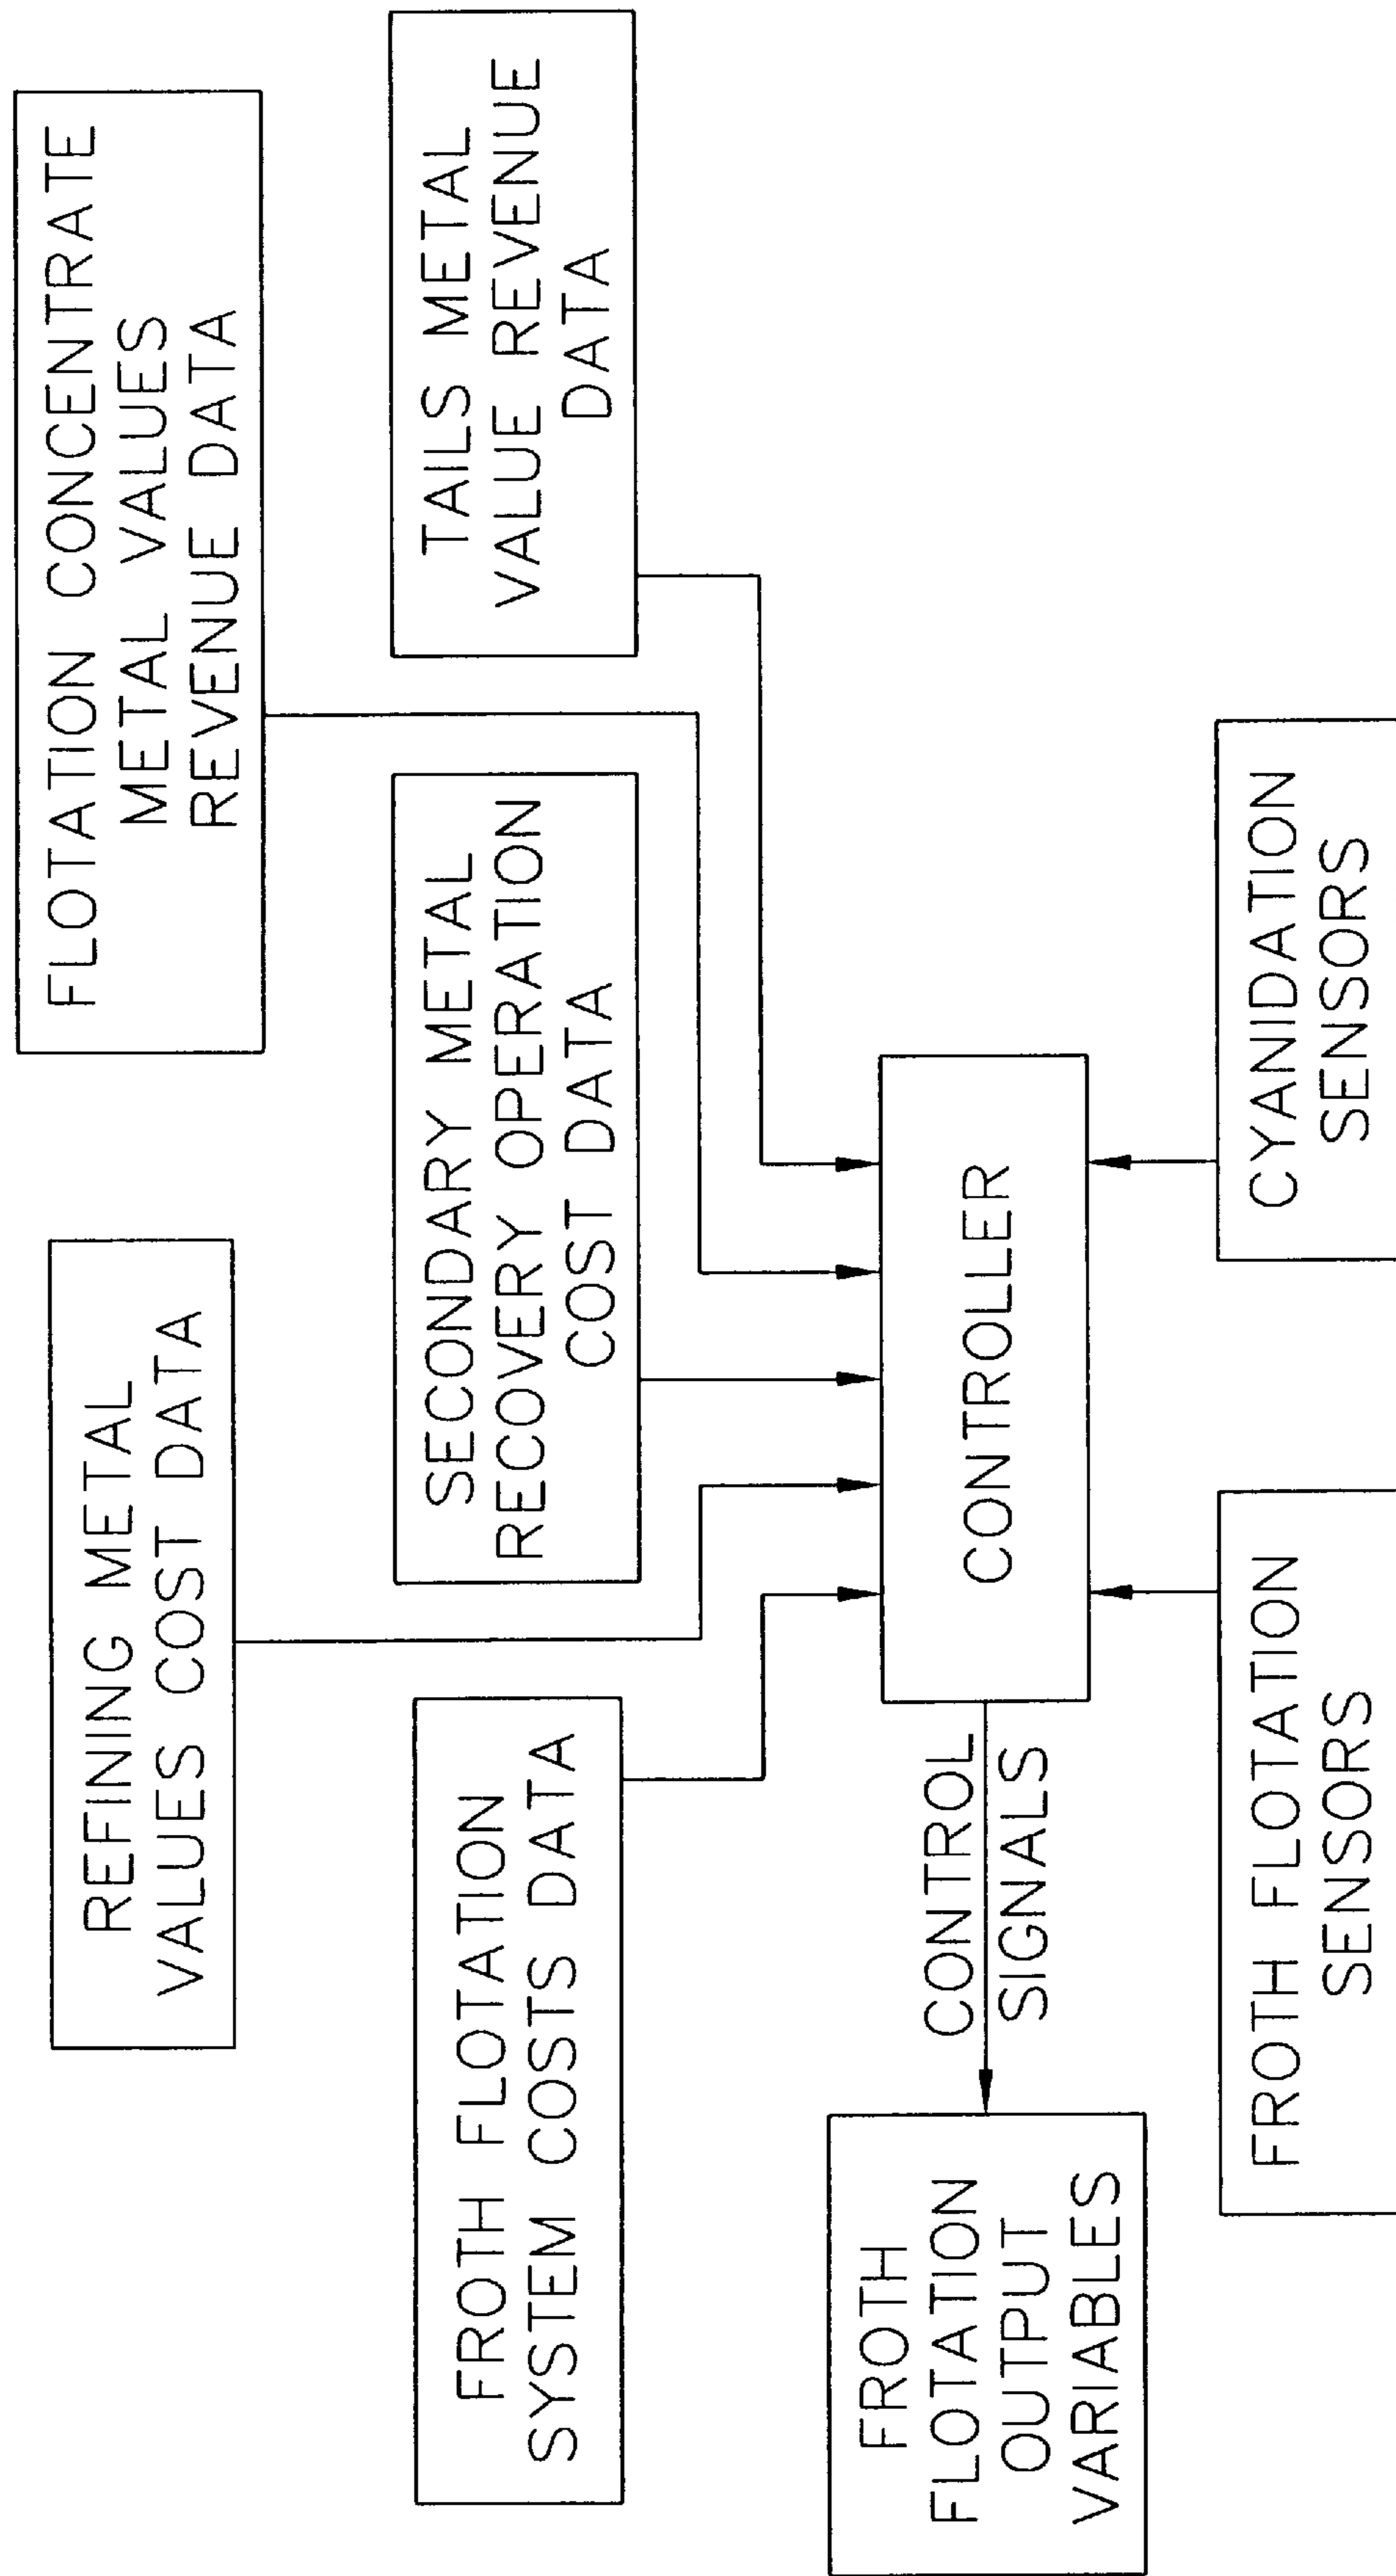 REFINING METAL
VALUES COST DATA
FLOTATION CONCENTRATE
METAL VALUES
REVENUE DATA
FROTH FLOTATION
SYSTEM COSTS DATA
SECONDARY METAL
RECOVERY OPERATION
COST DATA
TAILS METAL
VALUE REVENUE
DATA
FROTH
FLOTATION
OUTPUT
VARIABLES
CONTROL
SIGNALS
CONTROLLER
FROTH FLOTATION
SENSORS
CYANIDATION
SENSORS